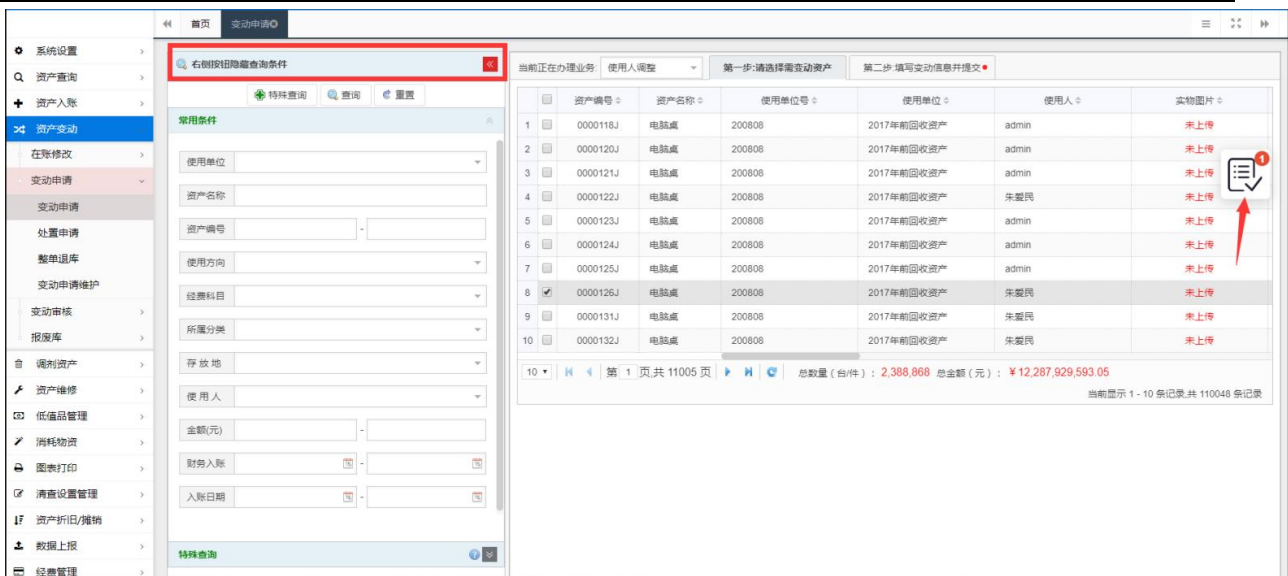 首页 变动申请
系统设置
资产查询
资产入账
资产变动
在账修改
变动申请
变动申请
处置申请
整单退库
变动申请维护
变动审核
报废库
调剂资产
资产维修
低值品管理
消耗物资
图表打印
清查设置管理
资产折旧/摊销
数据上报
经费管理
右侧按钮隐藏查询条件
特殊查询 查询 重置
常用条件
使用单位
资产名称
资产编号 -
使用方向
经费科目
所属分类
存 放 地
使 用 人
金额(元) -
财务入账 -
入账日期 -
特殊查询
当前正在办理业务: 使用人调整 第一步:请选择需变动资产 第二步:填写变动信息并提交
资产编号 资产名称 使用单位号 使用单位 使用人 实物图片
1 0000118J 电脑桌 200808 2017年前回收资产 admin 未上传
2 0000120J 电脑桌 200808 2017年前回收资产 admin 未上传
3 0000121J 电脑桌 200808 2017年前回收资产 admin 未上传
4 0000122J 电脑桌 200808 2017年前回收资产 朱爱民 未上传
5 0000123J 电脑桌 200808 2017年前回收资产 admin 未上传
6 0000124J 电脑桌 200808 2017年前回收资产 admin 未上传
7 0000125J 电脑桌 200808 2017年前回收资产 admin 未上传
8 0000126J 电脑桌 200808 2017年前回收资产 朱爱民 未上传
9 0000131J 电脑桌 200808 2017年前回收资产 朱爱民 未上传
10 0000132J 电脑桌 200808 2017年前回收资产 朱爱民 未上传
1
10 第 1 页,共 11005 页 总数量（台/件）: 2,388,868 总金额（元）: ￥12,287,929,593.05
当前显示 1 - 10 条记录,共 110048 条记录